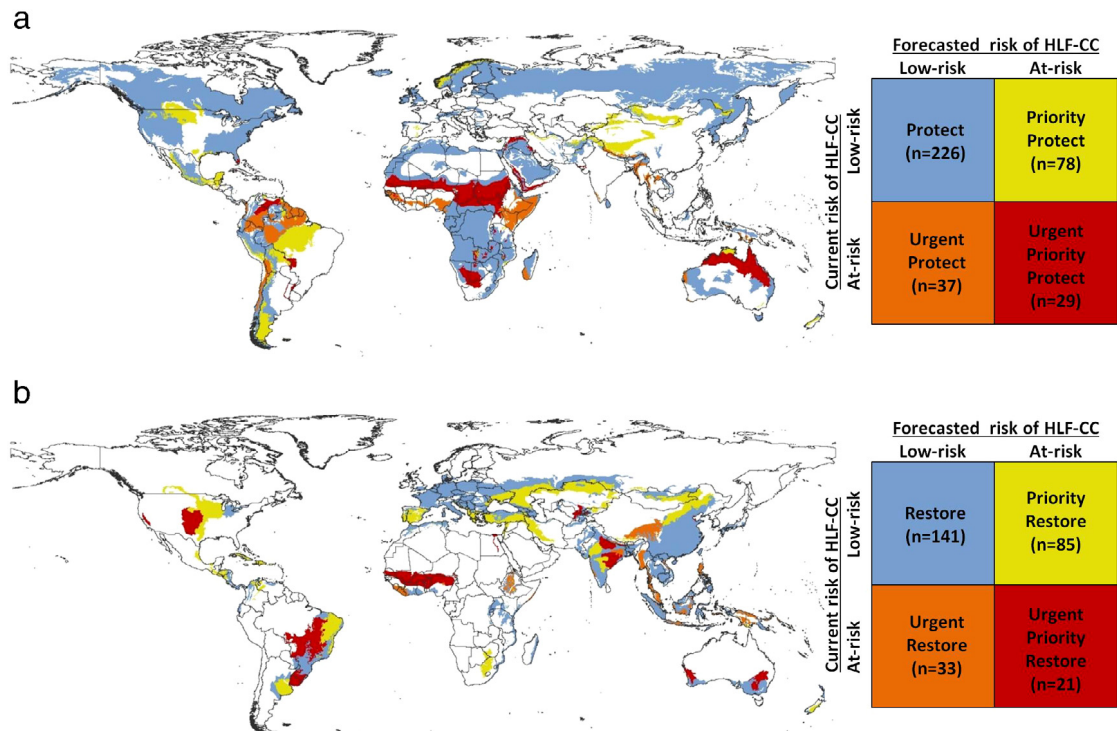 a
Forecasted risk of HLF-CC
Low-risk At-risk
Current risk of HLF-CC
Low-risk
At-risk
Protect
(n=226)
Priority
Protect
(n=78)
Urgent
Protect
(n=37)
Urgent
Priority
Protect
(n=29)
b
Forecasted risk of HLF-CC
Low-risk At-risk
Current risk of HLF-CC
Low-risk
At-risk
Restore
(n=141)
Priority
Restore
(n=85)
Urgent
Restore
(n=33)
Urgent
Priority
Restore
(n=21)